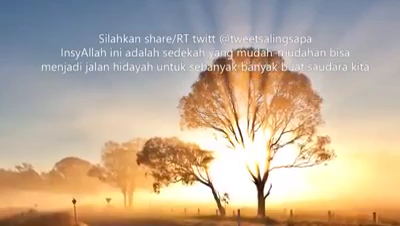 Silahkan share/RT twitt @tweetsalingsapa
InsyAllah ini adalah sedekah yang mudah-mudahan bisa
menjadi jalan hidayah untuk sebanyak-banyak buat saudara kita